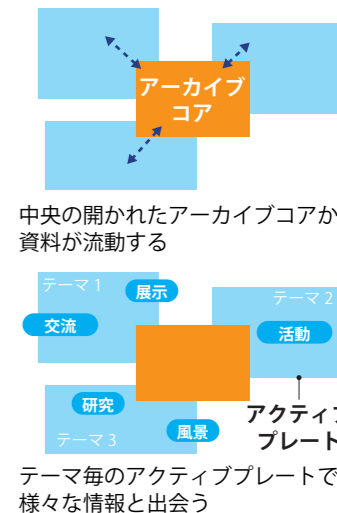 アーカイブ
コア
中央の開かれたアーカイブコアか
資料が流動する
テーマ 1
展示
テーマ 2
交流
活動
研究
アクティブ
テーマ 3
風景
プレート
テーマ毎のアクティブプレートで
様々な情報と出会う